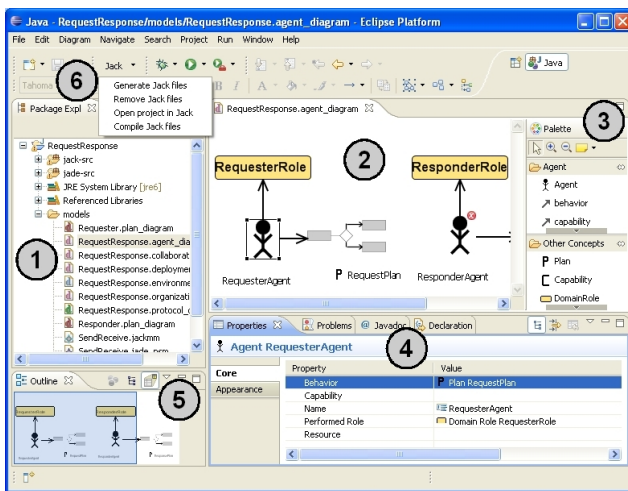 Java - RequestResponse/models/RequestResponse.agent_diagram - Eclipse Platform
File Edit Diagram Navigate Search Project Run Window Help
Jack
Java
6
Tahoma
B I A
Generate Jack files
Remove Jack files
Open project in Jack
Compile Jack files
Package Expl
RequestResponse
jack-src
jade-src
JRE System Library [jre6]
Referenced Libraries
models
Requester.plan_diagram
RequestResponse.agent_dia
RequestResponse.collaborat
RequestResponse.deploymen
RequestResponse.environme
RequestResponse.organizati
RequestResponse.protocol_d
Responder.plan_diagram
SendReceive.jackmm
SendReceive.jade_pcm
1
RequestResponse.agent_diagram
2
RequesterRole
ResponderRole
RequesterAgent
P RequestPlan
ResponderAgent
Palette
3
Agent
Agent
behavior
capability
Other Concepts
P Plan
Capability
DomainRole
Properties Problems @ Javadoc Declaration
4
Agent RequesterAgent
Core
Appearance
Property Value
Behavior P Plan RequestPlan
Capability
Name RequesterAgent
Performed Role Domain Role RequesterRole
Resource
Outline
5